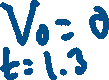 V₀ = 0
t = 1.3